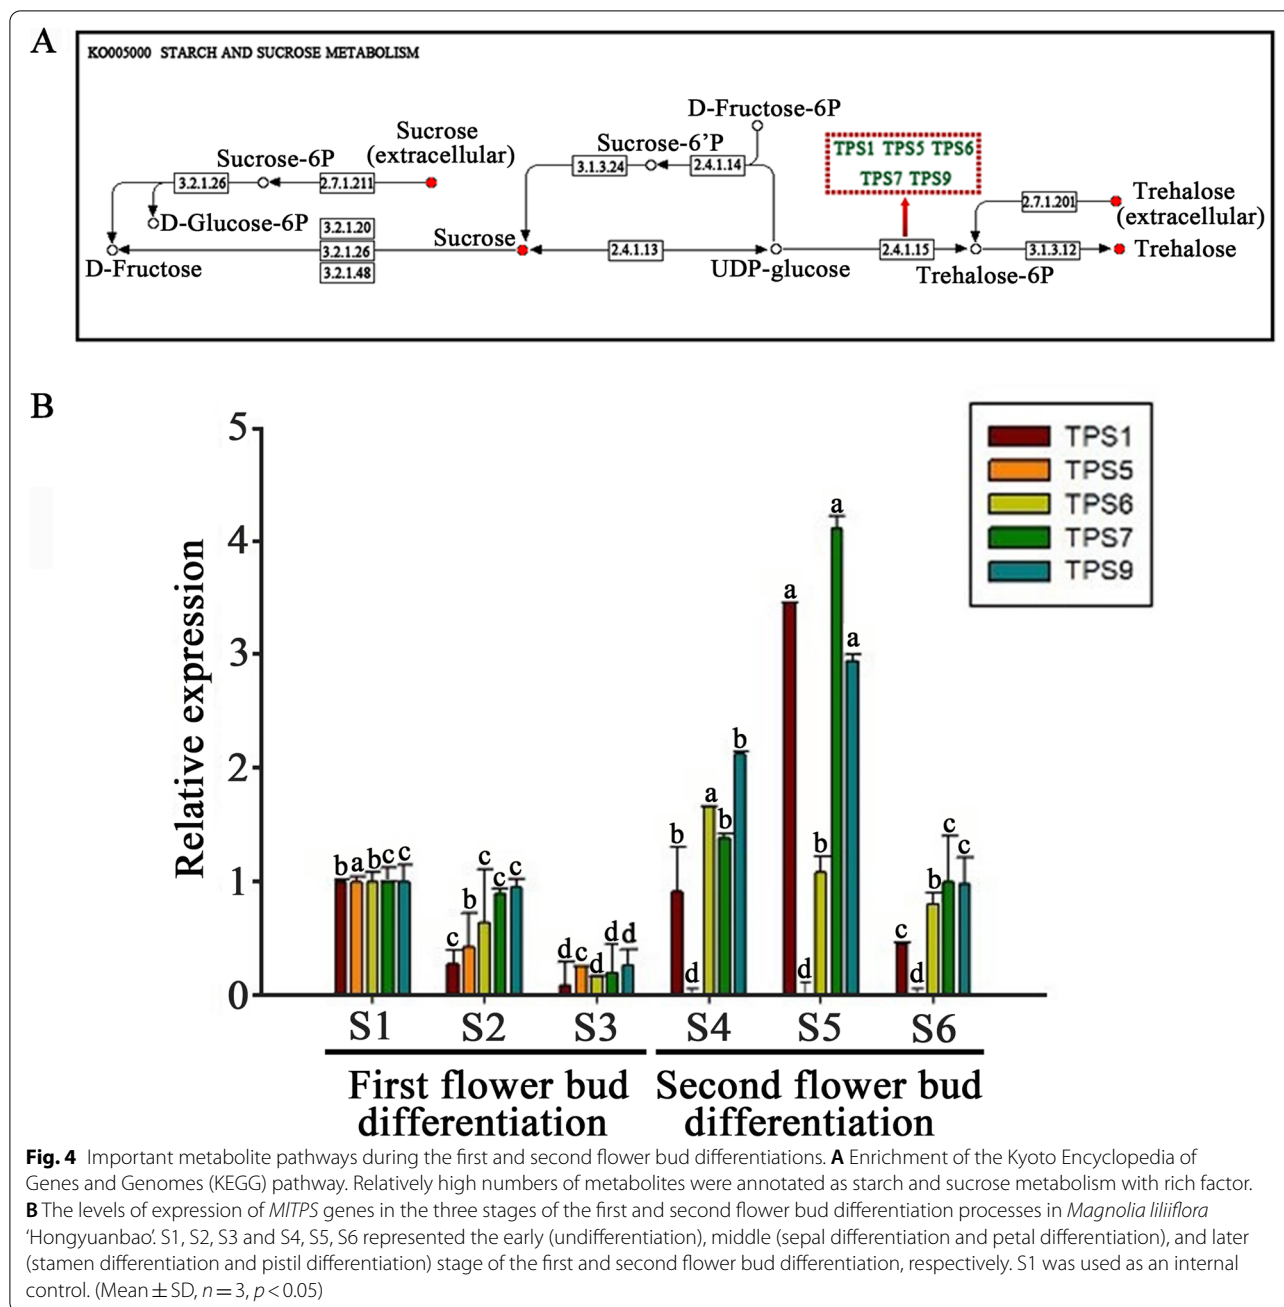 A
KO005000 STARCH AND SUCROSE METABOLISM
D-Fructose-6P
Sucrose
(extracellular)
Sucrose-6P
Sucrose-6'P
TPS1 TPS5 TPS6
TPS7 TPS9
3.2.1.26
2.7.1.211
3.1.3.24
2.4.1.14
2.7.1.201
Trehalose
(extracellular)
D-Glucose-6P
3.2.1.20
Sucrose
3.2.1.26
2.4.1.13
2.4.1.15
3.1.3.12
Trehalose
D-Fructose
3.2.1.48
UDP-glucose
Trehalose-6P
B
Relative expression
5
4
3
2
1
0
TPS1
TPS5
TPS6
TPS7
TPS9
b a b c c
c b c c c
d c d d d
b d a b b
a d b a a
c d b c c
S1 S2 S3 S4 S5 S6
First flower bud
differentiation
Second flower bud
differentiation
Fig. 4 Important metabolite pathways during the first and second flower bud differentiations. A Enrichment of the Kyoto Encyclopedia of
Genes and Genomes (KEGG) pathway. Relatively high numbers of metabolites were annotated as starch and sucrose metabolism with rich factor.
B The levels of expression of MlTPS genes in the three stages of the first and second flower bud differentiation processes in Magnolia liliiflora
‘Hongyuanbao’. S1, S2, S3 and S4, S5, S6 represented the early (undifferentiation), middle (sepal differentiation and petal differentiation), and later
(stamen differentiation and pistil differentiation) stage of the first and second flower bud differentiation, respectively. S1 was used as an internal
control. (Mean ± SD, n = 3, p < 0.05)